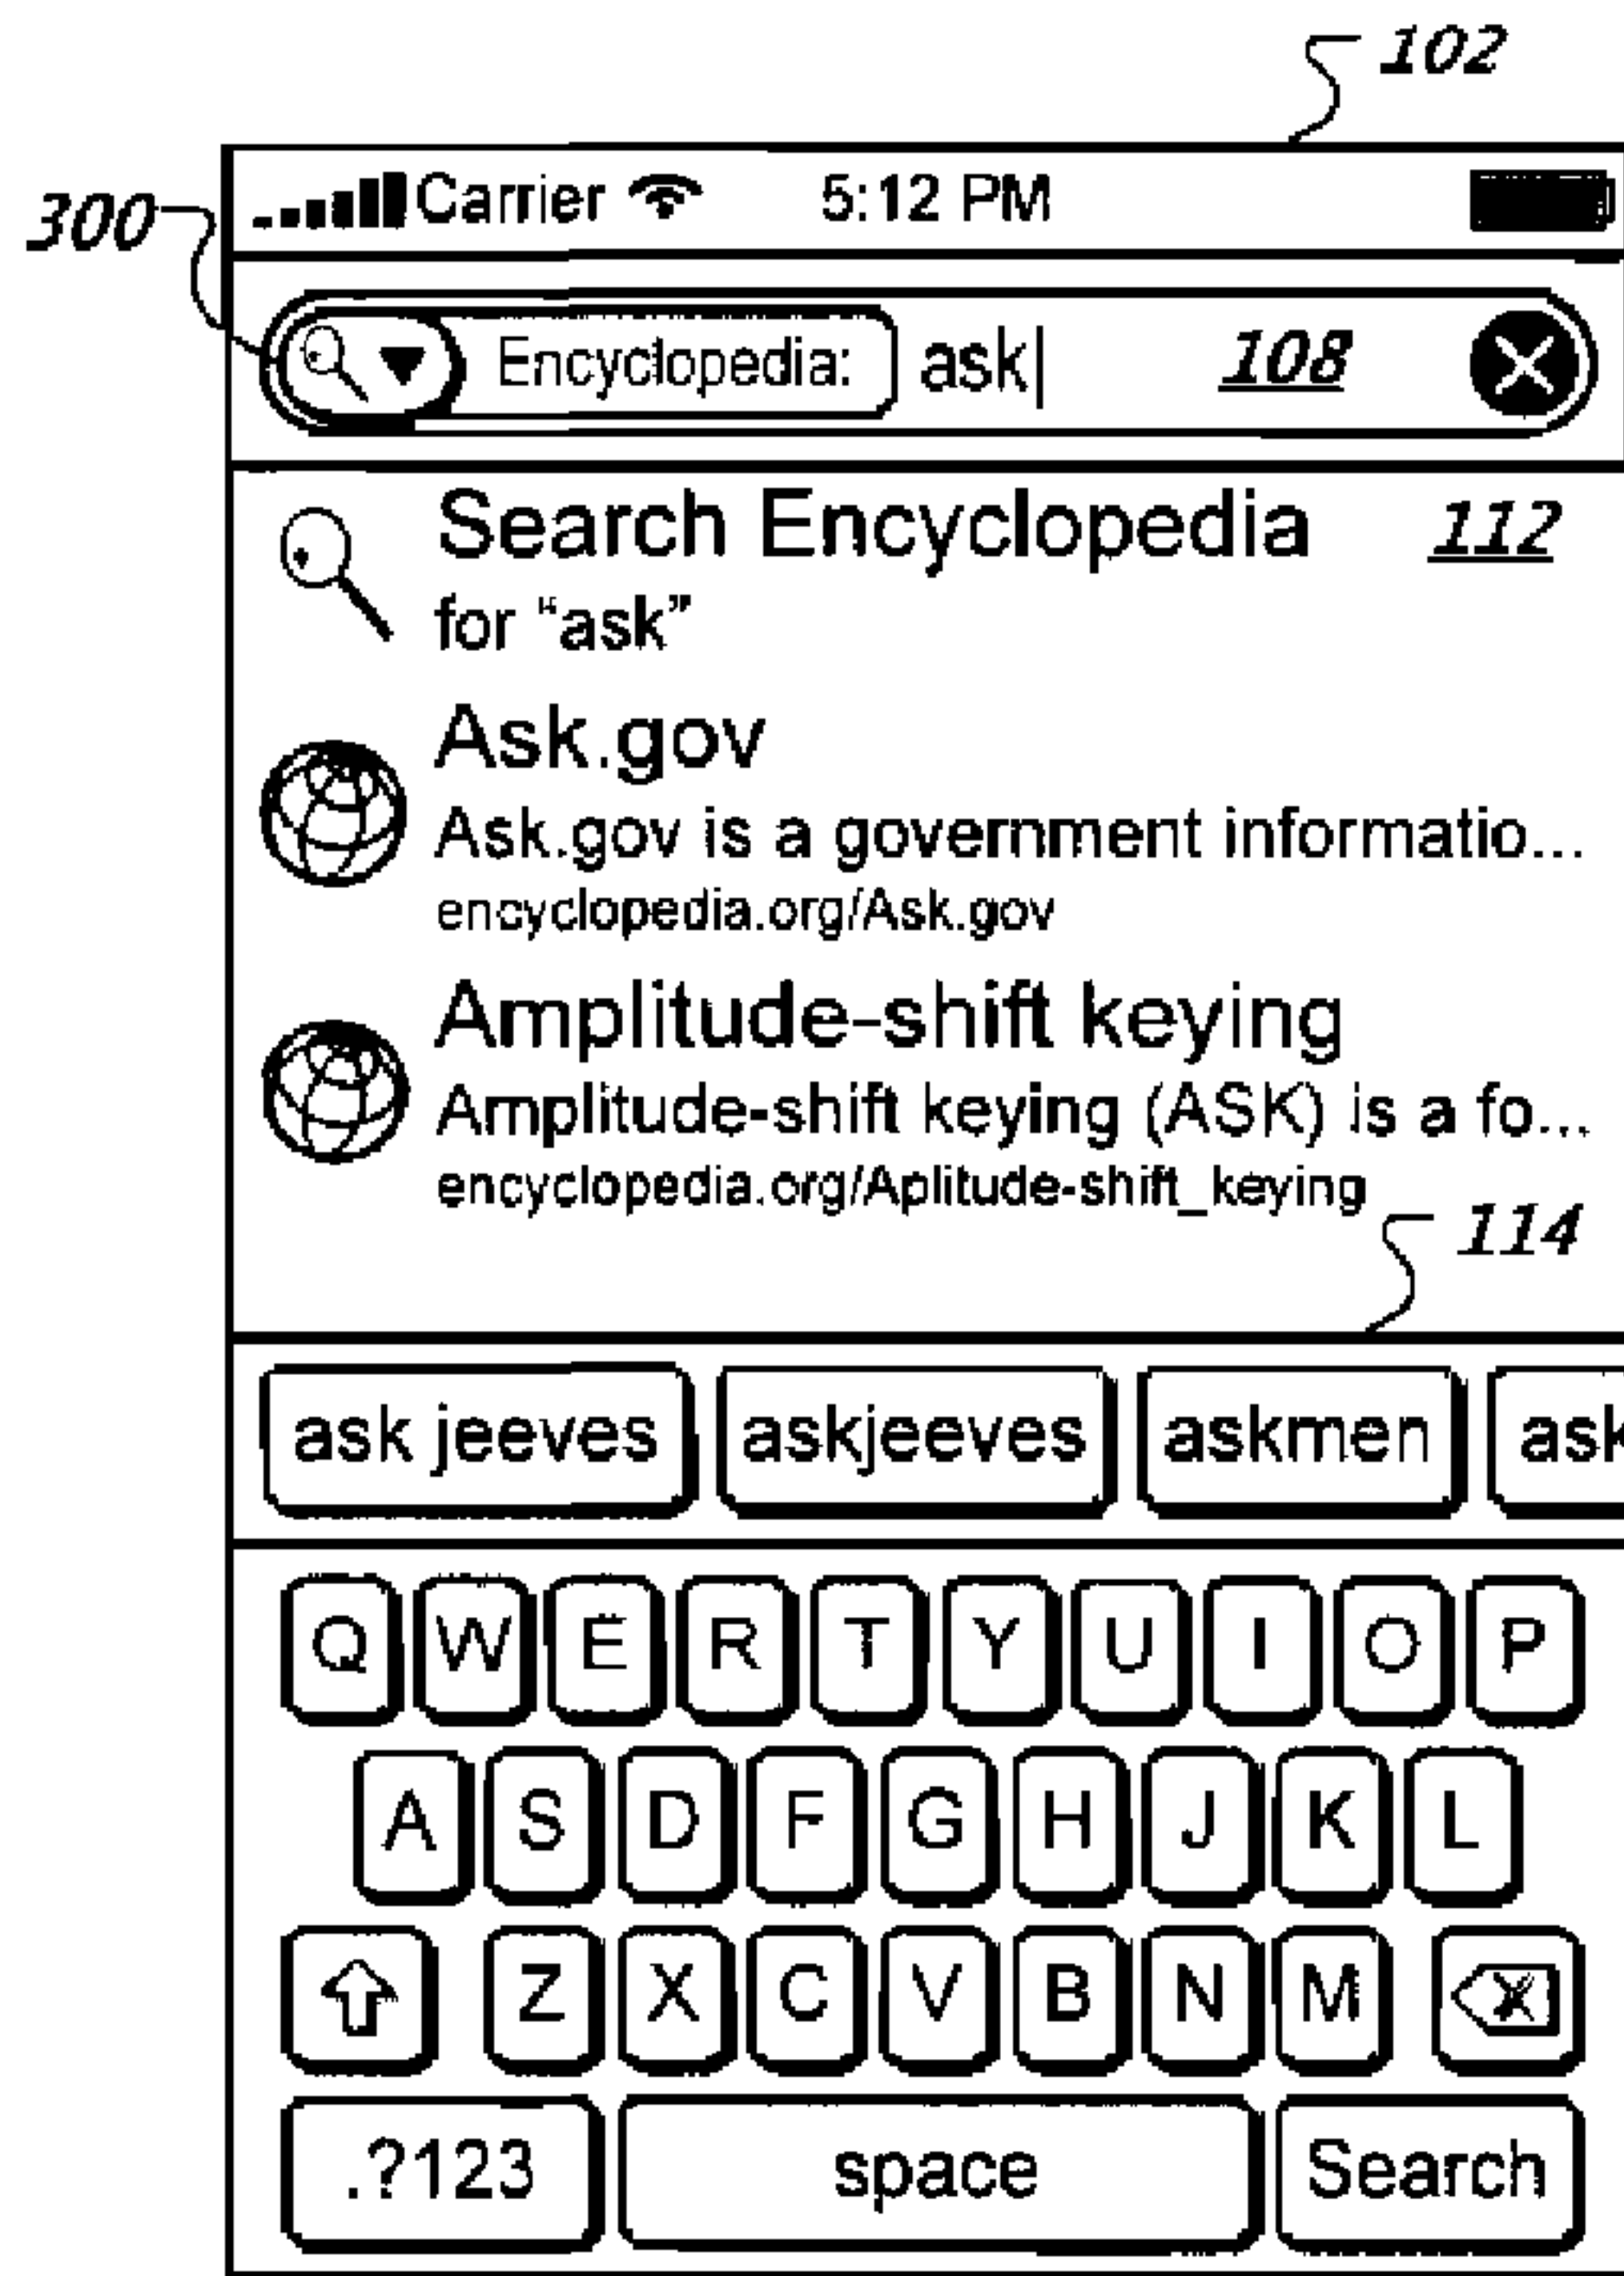 102
300
Carrier 5:12 PM
Encyclopedia: ask 108
Search Encyclopedia 112
for “ask”
Ask.gov
Ask.gov is a government informatio...
encyclopedia.org/Ask.gov
Amplitude-shift keying
Amplitude-shift keying (ASK) is a fo...
encyclopedia.org/Aplitude-shift_keying
114
ask jeeves askjeeves askmen ask
Q W E R T Y U I O P
A S D F G H J K L
Z X C V B N M
.?123 space Search